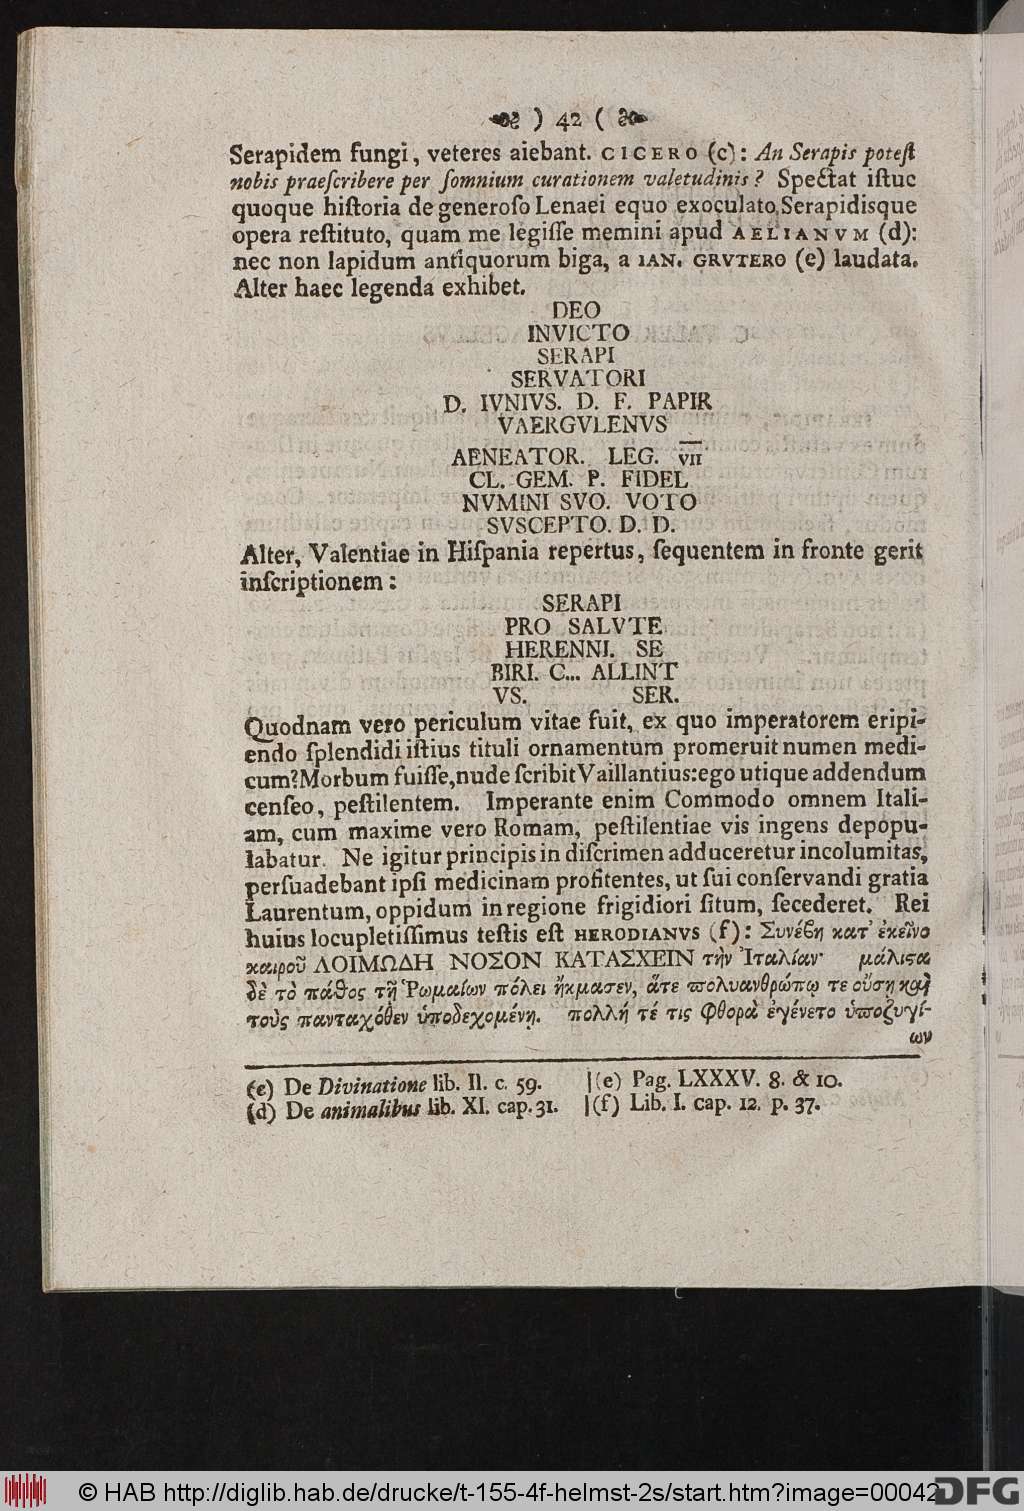 ) 42 (
Serapidem fungi, veteres aiebant. CICERO (c): An Serapis poteſt
nobis praeſcribere per ſomnium curationem valetudinis? Spectat iſtuc
quoque hiſtoria de generoſo Lenaei equo exoculato, Serapidisque
opera reſtituto, quam me legiſſe memini apud AELIANVM (d):
nec non lapidum antiquorum biga, a IAN. GRVTERO (e) laudata.
Alter haec legenda exhibet.
DEO
INVICTO
SERAPI
SERVATORI
D. IVNIVS. D. F. PAPIR
VAERGVLENVS
AENEATOR. LEG. V̅I̅I̅
CL. GEM. P. FIDEL
NVMINI SVO. VOTO
SVSCEPTO. D. D.
Alter, Valentiae in Hiſpania repertus, ſequentem in fronte gerit
inſcriptionem:
SERAPI
PRO SALVTE
HERENNI. SE
BIRI. C... ALLINT
VS. SER.
Quodnam vero periculum vitae fuit, ex quo imperatorem eripi-
endo ſplendidi iſtius tituli ornamentum promeruit numen medi-
cum? Morbum fuiſſe, nude ſcribit Vaillantius: ego utique addendum
cenſeo, peſtilentem. Imperante enim Commodo omnem Itali-
am, cum maxime vero Romam, peſtilentiae vis ingens depopu-
labatur. Ne igitur principis in diſcrimen adduceretur incolumitas,
perſuadebant ipſi medicinam profitentes, ut ſui conſervandi gratia
Laurentum, oppidum in regione frigidiori ſitum, ſecederet. Rei
huius locupletiſſimus teſtis eſt HERODIANVS (f): Συνέβη κατ' ἐκεῖνο
καιροῦ ΛΟΙΜΩΔΗ ΝΟΣΟΝ ΚΑΤΑΣΧΕΙΝ τὴν Ἰταλίαν· μάλιϛα
δὲ τὸ πάθος τῇ Ῥωμαίων πόλει ἤκμασεν, ἅτε πολυανθρώπῳ τε οὔσῃ καὶ
τοὺς πανταχόθεν ὑποδεχομένῃ. πολλή τέ τις φθορὰ ἐγένετο ὑποζυγί-
ων
(c) De Divinatione lib. II. c. 59. |(e) Pag. LXXXV. 8. & 10.
(d) De animalibus lib. XI. cap. 31. |(f) Lib. I. cap. 12. p. 37.
© HAB http://diglib.hab.de/drucke/t-155-4f-helmst-2s/start.htm?image=00042
DFG